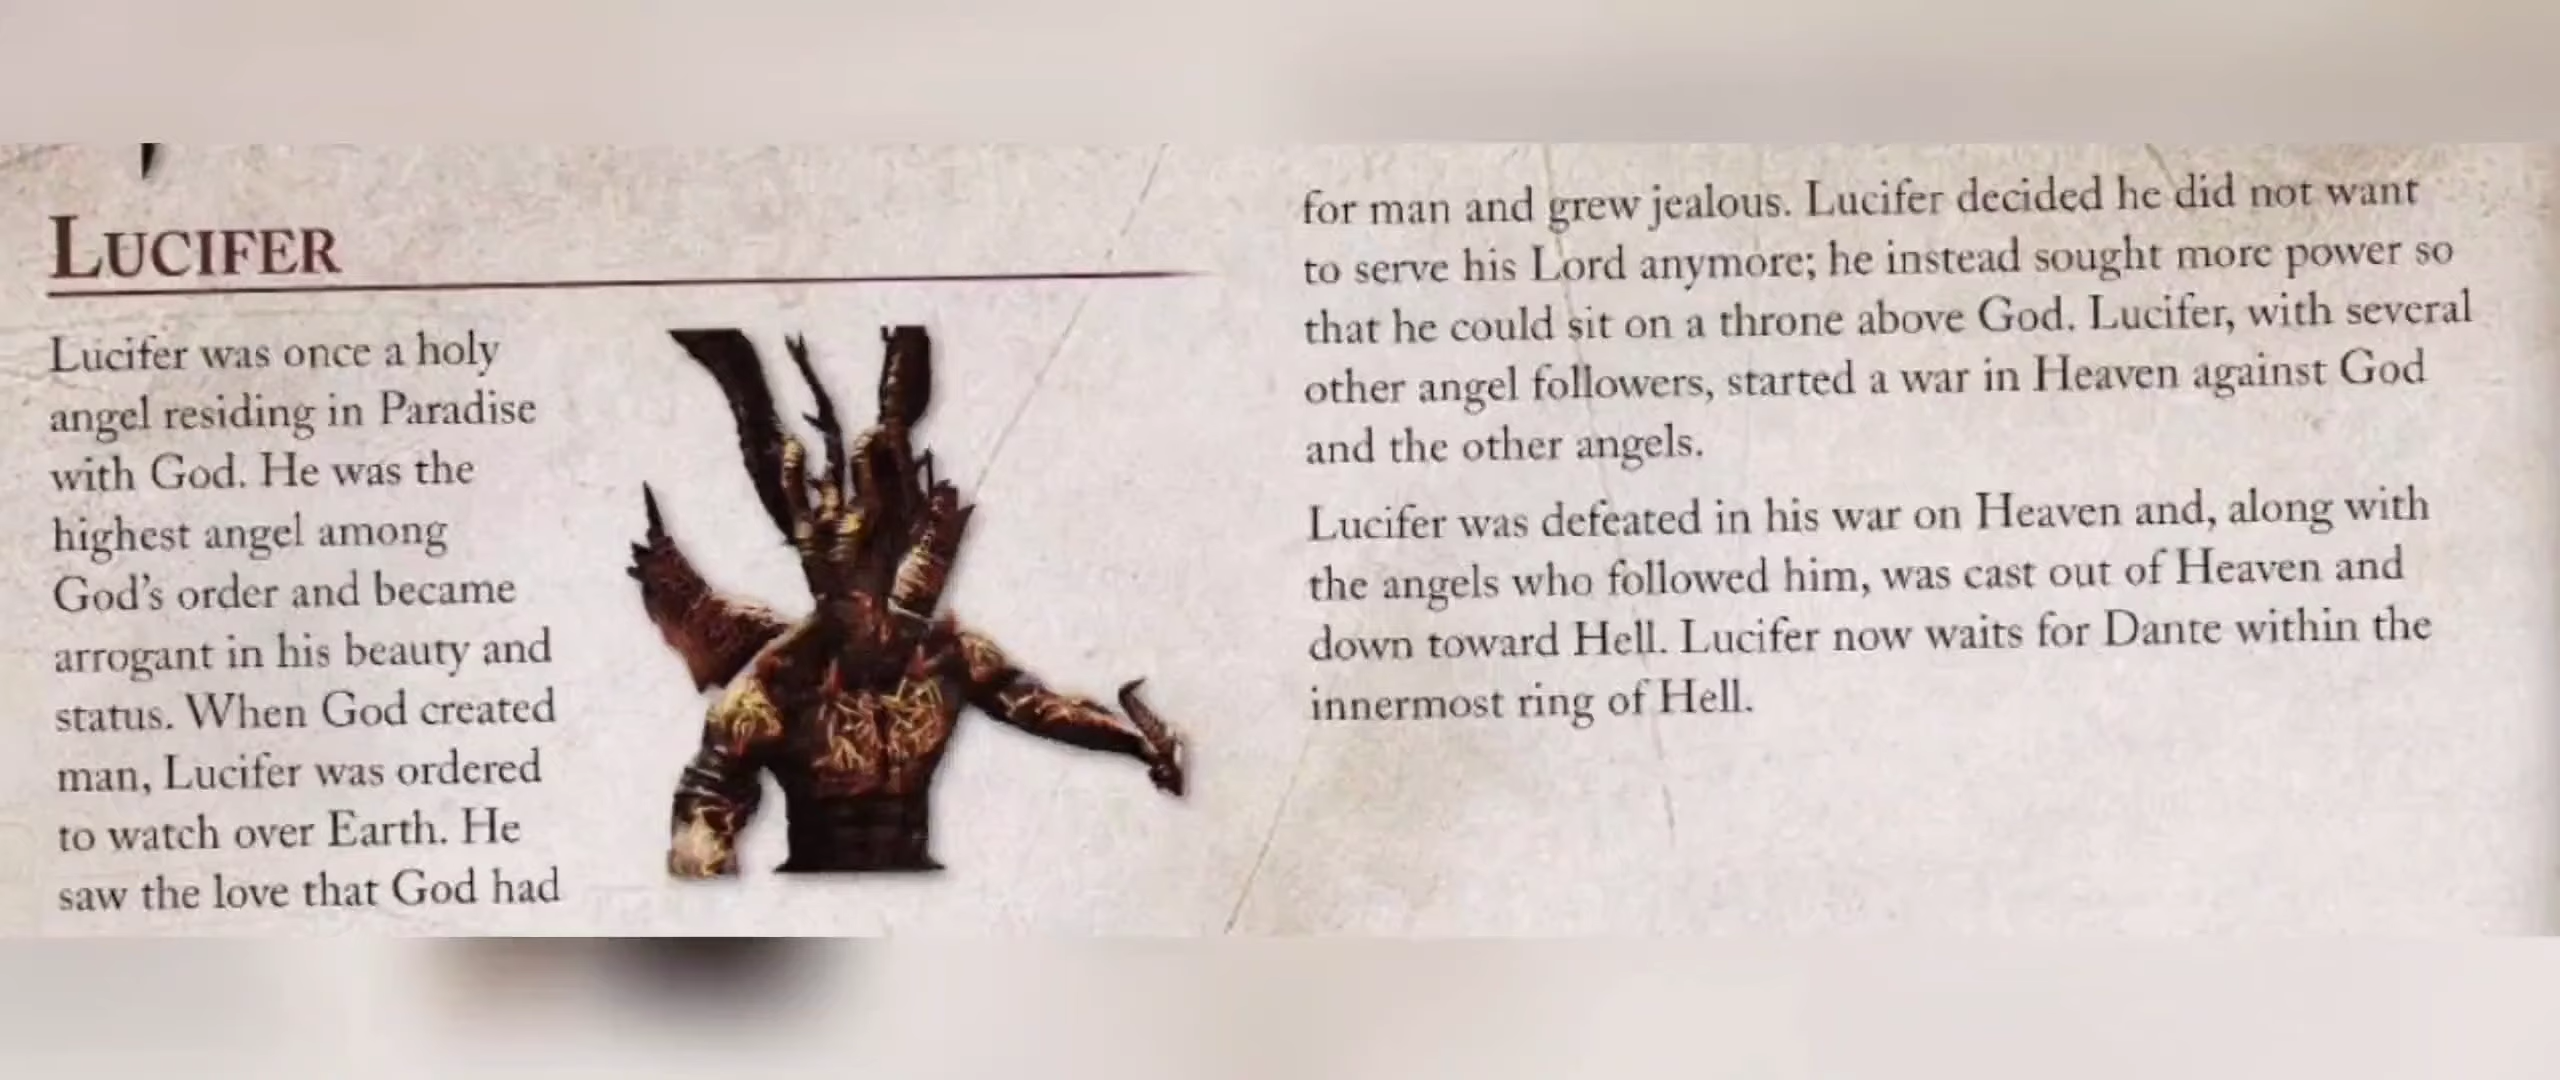 LUCIFER
Lucifer was once a holy
angel residing in Paradise
with God. He was the
highest angel among
God's order and became
arrogant in his beauty and
status. When God created
man, Lucifer was ordered
to watch over Earth. He
saw the love that God had
for man and grew jealous. Lucifer decided he did not want
to serve his Lord anymore; he instead sought more power so
that he could sit on a throne above God. Lucifer, with several
other angel followers, started a war in Heaven against God
and the other angels.
Lucifer was defeated in his war on Heaven and, along with
the angels who followed him, was cast out of Heaven and
down toward Hell. Lucifer now waits for Dante within the
innermost ring of Hell.